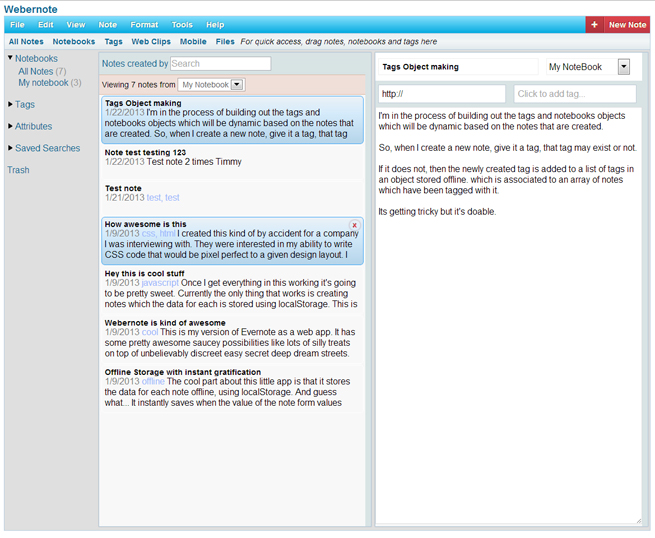 Webernote
File Edit View Note Format Tools Help + New Note
All Notes Notebooks Tags Web Clips Mobile Files For quick access, drag notes, notebooks and tags here
Notebooks
All Notes (7)
My notebook (3)
Tags
Attributes
Saved Searches
Trash
Notes created by Search
Viewing 7 notes from My Notebook
Tags Object making
1/22/2013 I'm in the process of building out the tags and
notebooks objects which will be dynamic based on the notes that
are created. So, when I create a new note, give it a tag, that tag
Note test testing 123
1/22/2013 Test note 2 times Timmy
Test note
1/21/2013 test, test
How awesome is this x
1/9/2013 css, html I created this kind of by accident for a company
I was interviewing with. They were interested in my ability to write
CSS code that would be pixel perfect to a given design layout. I
Hey this is cool stuff
1/9/2013 javascript Once I get everything in this working it's going
to be pretty sweet. Currently the only thing that works is creating
notes which the data for each is stored using localStorage. This is
Webernote is kind of awesome
1/9/2013 cool This is my version of Evernote as a web app. It has
some pretty awesome saucey possibilities like lots of silly treats
on top of unbelievably discreet easy secret deep dream streets.
Offline Storage with instant gratification
1/9/2013 offline The cool part about this little app is that it stores
the data for each note offline, using localStorage. And guess
what... It instantly saves when the value of the note form values
Tags Object making My NoteBook
http:// Click to add tag...
I'm in the process of building out the tags and notebooks objects
which will be dynamic based on the notes that are created.
So, when I create a new note, give it a tag, that tag may exist or not.
If it does not, then the newly created tag is added to a list of tags in
an object stored offline. which is associated to an array of notes
which have been tagged with it.
Its getting tricky but it's doable.